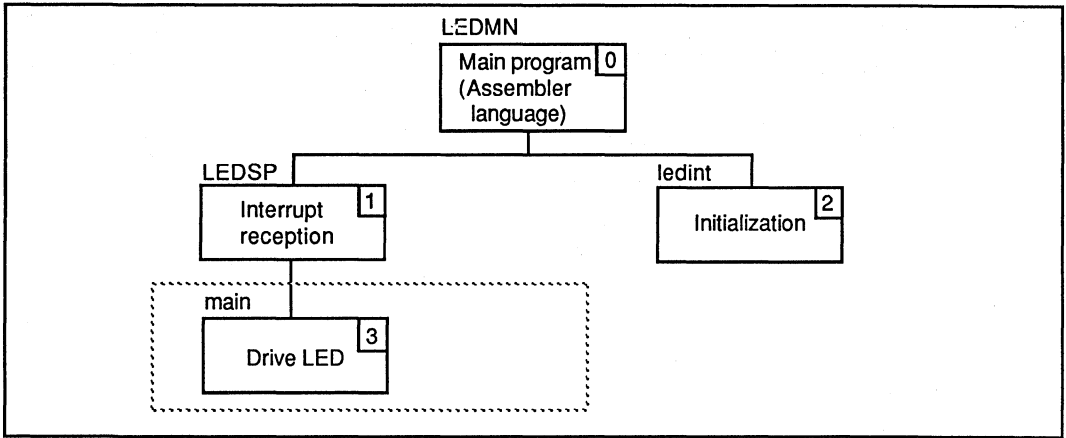 LEDMN
Main program 0
(Assembler
language)
LEDSP
1
Interrupt
reception
ledint
2
Initialization
main
3
Drive LED